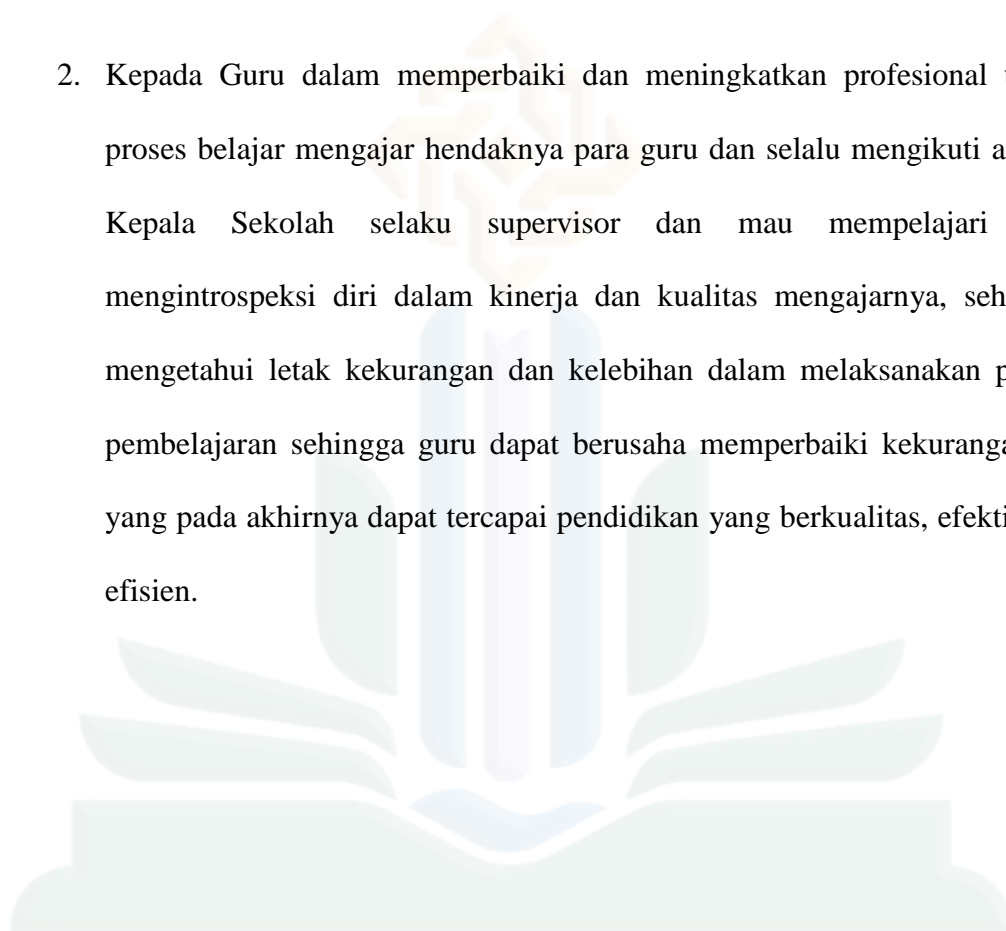 2. Kepada Guru dalam memperbaiki dan meningkatkan profesional
proses belajar mengajar hendaknya para guru dan selalu mengikuti
Kepala Sekolah selaku supervisor dan mau mempelajari
mengintrospeksi diri dalam kinerja dan kualitas mengajarnya,
mengetahui letak kekurangan dan kelebihan dalam melaksanakan
pembelajaran sehingga guru dapat berusaha memperbaiki
yang pada akhirnya dapat tercapai pendidikan yang berkualitas,
efisien.